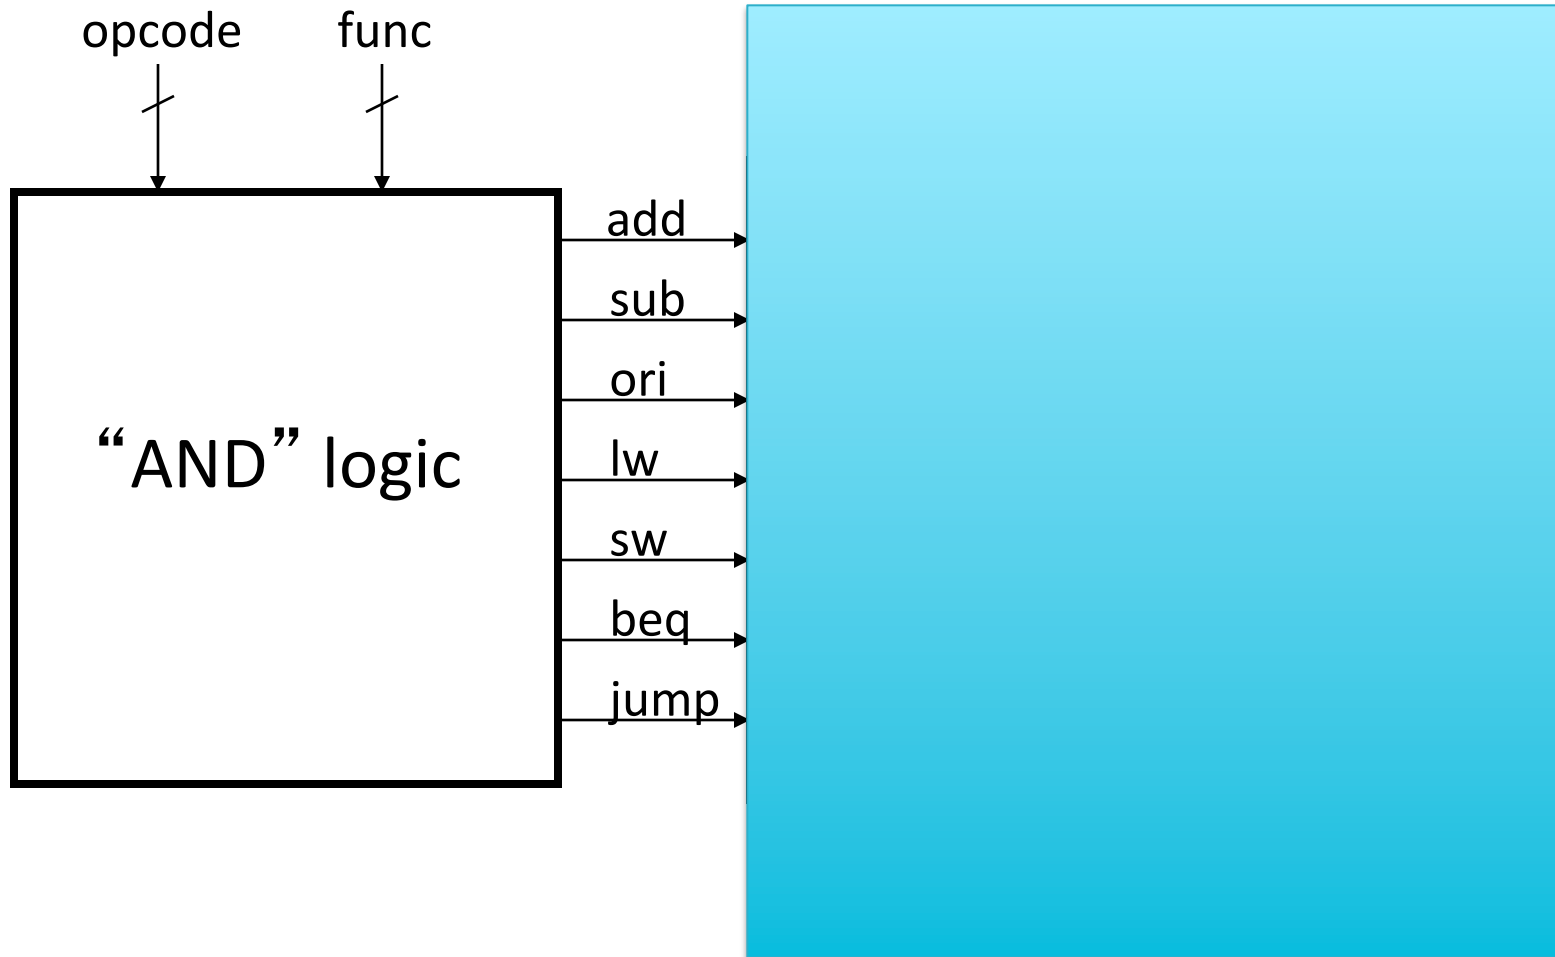 opcode func
add
sub
ori
“AND” logic
lw
sw
beq
jump